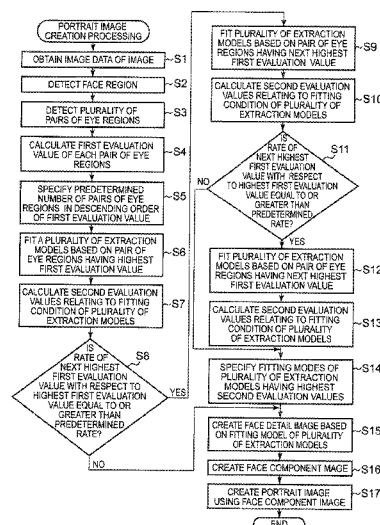 PORTRAIT IMAGE
CREATION PROCESSING
OBTAIN IMAGE DATA OF IMAGE
S1
DETECT FACE REGION
S2
DETECT PLURALITY OF
PAIRS OF EYE REGIONS
S3
CALCULATE FIRST EVALUATION
VALUE OF EACH PAIR OF EYE
REGIONS
S4
SPECIFY PREDETERMINED
NUMBER OF PAIRS OF EYE
REGIONS IN DESCENDING ORDER
OF FIRST EVALUATION VALUE
S5
FIT A PLURALITY OF EXTRACTION
MODELS BASED ON PAIR OF
EYE REGIONS HAVING HIGHEST
FIRST EVALUATION VALUE
S6
CALCULATE SECOND EVALUATION
VALUES RELATING TO FITTING
CONDITION OF PLURALITY OF
EXTRACTION MODELS
S7
IS
RATE OF
NEXT HIGHEST
FIRST EVALUATION
VALUE WITH RESPECT TO
HIGHEST FIRST EVALUATION
VALUE EQUAL TO OR
GREATER THAN
PREDETERMINED
RATE?
S8
YES
NO
FIT PLURALITY OF EXTRACTION
MODELS BASED ON PAIR OF EYE
REGIONS HAVING NEXT HIGHEST
FIRST EVALUATION VALUE
S9
CALCULATE SECOND EVALUATION
VALUES RELATING TO FITTING
CONDITION OF PLURALITY OF
EXTRACTION MODELS
S10
IS
RATE OF
NEXT HIGHEST
FIRST EVALUATION
VALUE WITH RESPECT
TO HIGHEST FIRST EVALUATION
VALUE EQUAL TO OR
GREATER THAN
PREDETERMINED
RATE?
S11
NO
YES
FIT PLURALITY OF EXTRACTION
MODELS BASED ON PAIR OF EYE
REGIONS HAVING NEXT HIGHEST
FIRST EVALUATION VALUE
S12
CALCULATE SECOND EVALUATION
VALUES RELATING TO FITTING
CONDITION OF PLURALITY
OF EXTRACTION MODELS
S13
SPECIFY FITTING MODES OF
PLURALITY OF EXTRACTION
MODELS HAVING HIGHEST
SECOND EVALUATION VALUES
S14
CREATE FACE DETAIL IMAGE
BASED ON FITTING MODEL OF PLURALITY
OF EXTRACTION MODELS
S15
CREATE FACE COMPONENT IMAGE
S16
CREATE PORTRAIT IMAGE
USING FACE COMPONENT IMAGE
S17
END